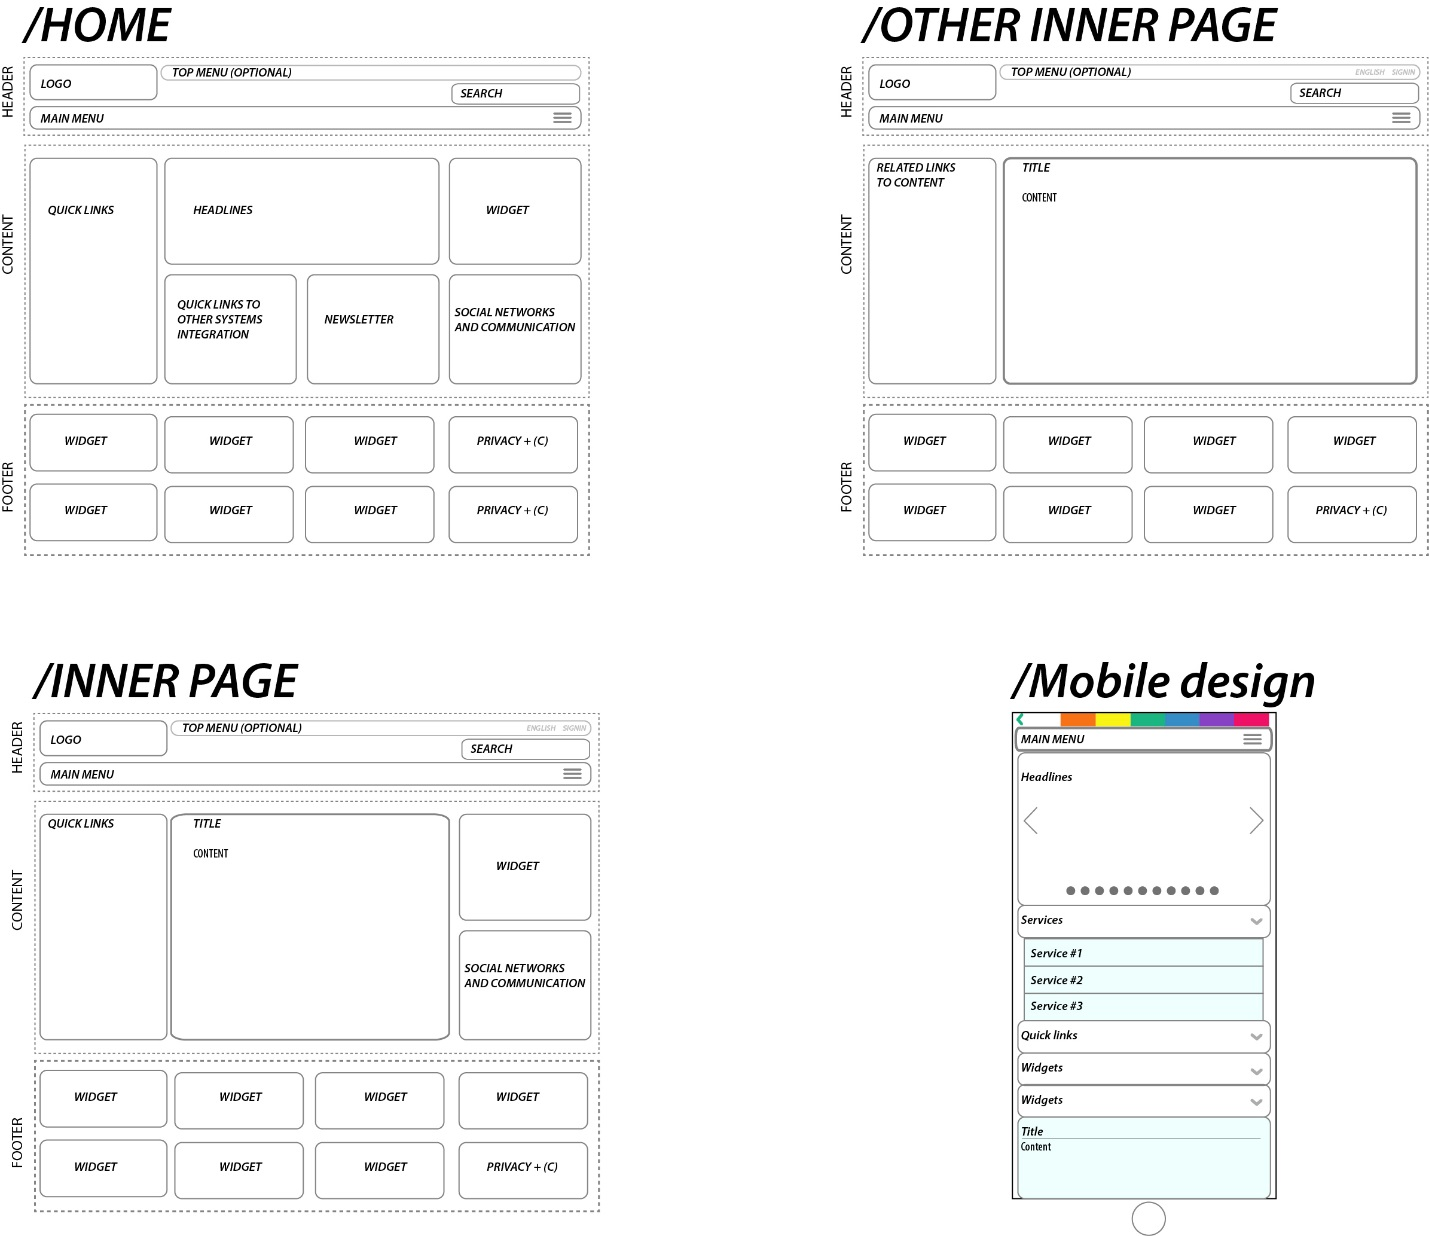 /HOME
HEADER
LOGO
TOP MENU (OPTIONAL)
SEARCH
MAIN MENU
CONTENT
QUICK LINKS
HEADLINES
WIDGET
QUICK LINKS TO
OTHER SYSTEMS
INTEGRATION
NEWSLETTER
SOCIAL NETWORKS
AND COMMUNICATION
FOOTER
WIDGET
WIDGET
WIDGET
PRIVACY + (C)
WIDGET
WIDGET
WIDGET
PRIVACY + (C)
/OTHER INNER PAGE
HEADER
LOGO
TOP MENU (OPTIONAL)
ENGLISH SIGNIN
SEARCH
MAIN MENU
CONTENT
RELATED LINKS
TO CONTENT
TITLE
CONTENT
FOOTER
WIDGET
WIDGET
WIDGET
WIDGET
WIDGET
WIDGET
WIDGET
PRIVACY + (C)
/INNER PAGE
HEADER
LOGO
TOP MENU (OPTIONAL)
ENGLISH SIGNIN
SEARCH
MAIN MENU
CONTENT
QUICK LINKS
TITLE
CONTENT
WIDGET
SOCIAL NETWORKS
AND COMMUNICATION
FOOTER
WIDGET
WIDGET
WIDGET
WIDGET
WIDGET
WIDGET
WIDGET
PRIVACY + (C)
/Mobile design
MAIN MENU
Headlines
Services
Service #1
Service #2
Service #3
Quick links
Widgets
Widgets
Title
Content